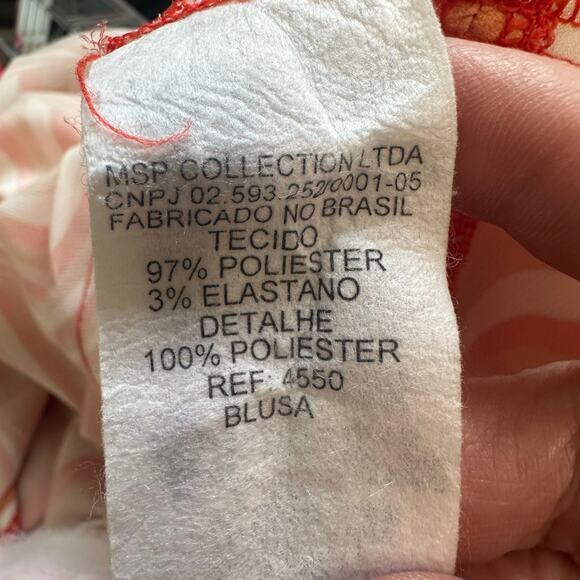 MSP COLLECTION LTDA
CNPJ 02.593.252/0001-05
FABRICADO NO BRASIL
TECIDO
97% POLIESTER
3% ELASTANO
DETALHE
100% POLIESTER
REF: 4550
BLUSA